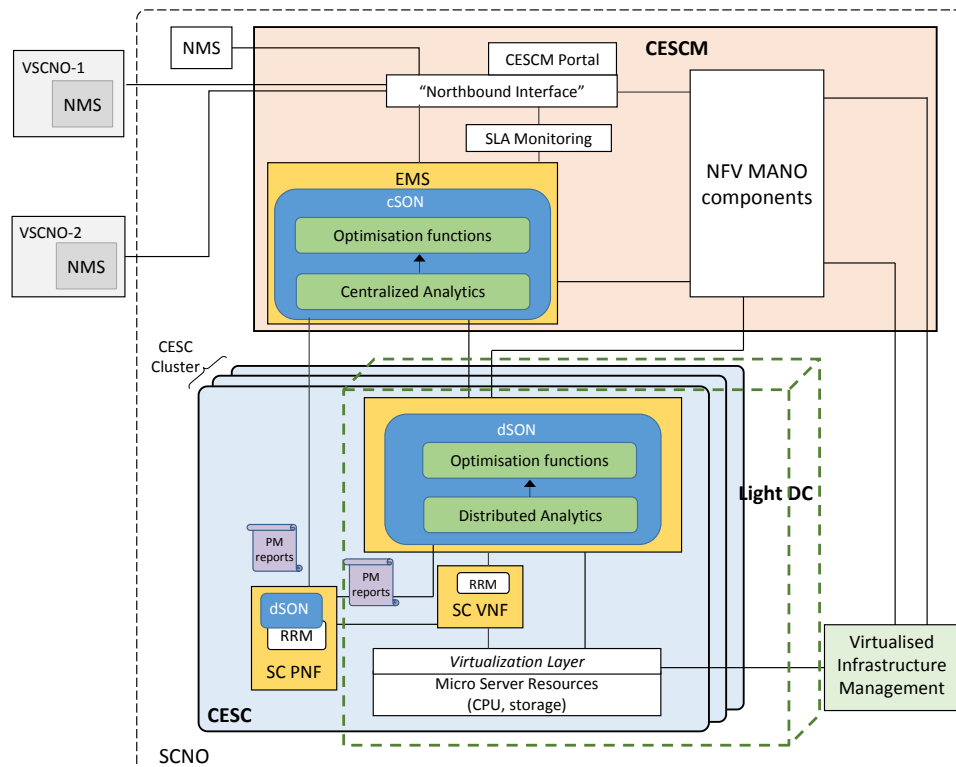 NMS
CESCM
CESCM Portal
VSCNO-1
NMS
“Northbound Interface”
SLA Monitoring
NFV MANO
components
EMS
cSON
Optimisation functions
Centralized Analytics
VSCNO-2
NMS
CESC
Cluster
dSON
Optimisation functions
Distributed Analytics
Light DC
PM
reports
PM
reports
RRM
SC VNF
dSON
RRM
SC PNF
Virtualization Layer
Micro Server Resources
(CPU, storage)
Virtualised
Infrastructure
Management
CESC
SCNO